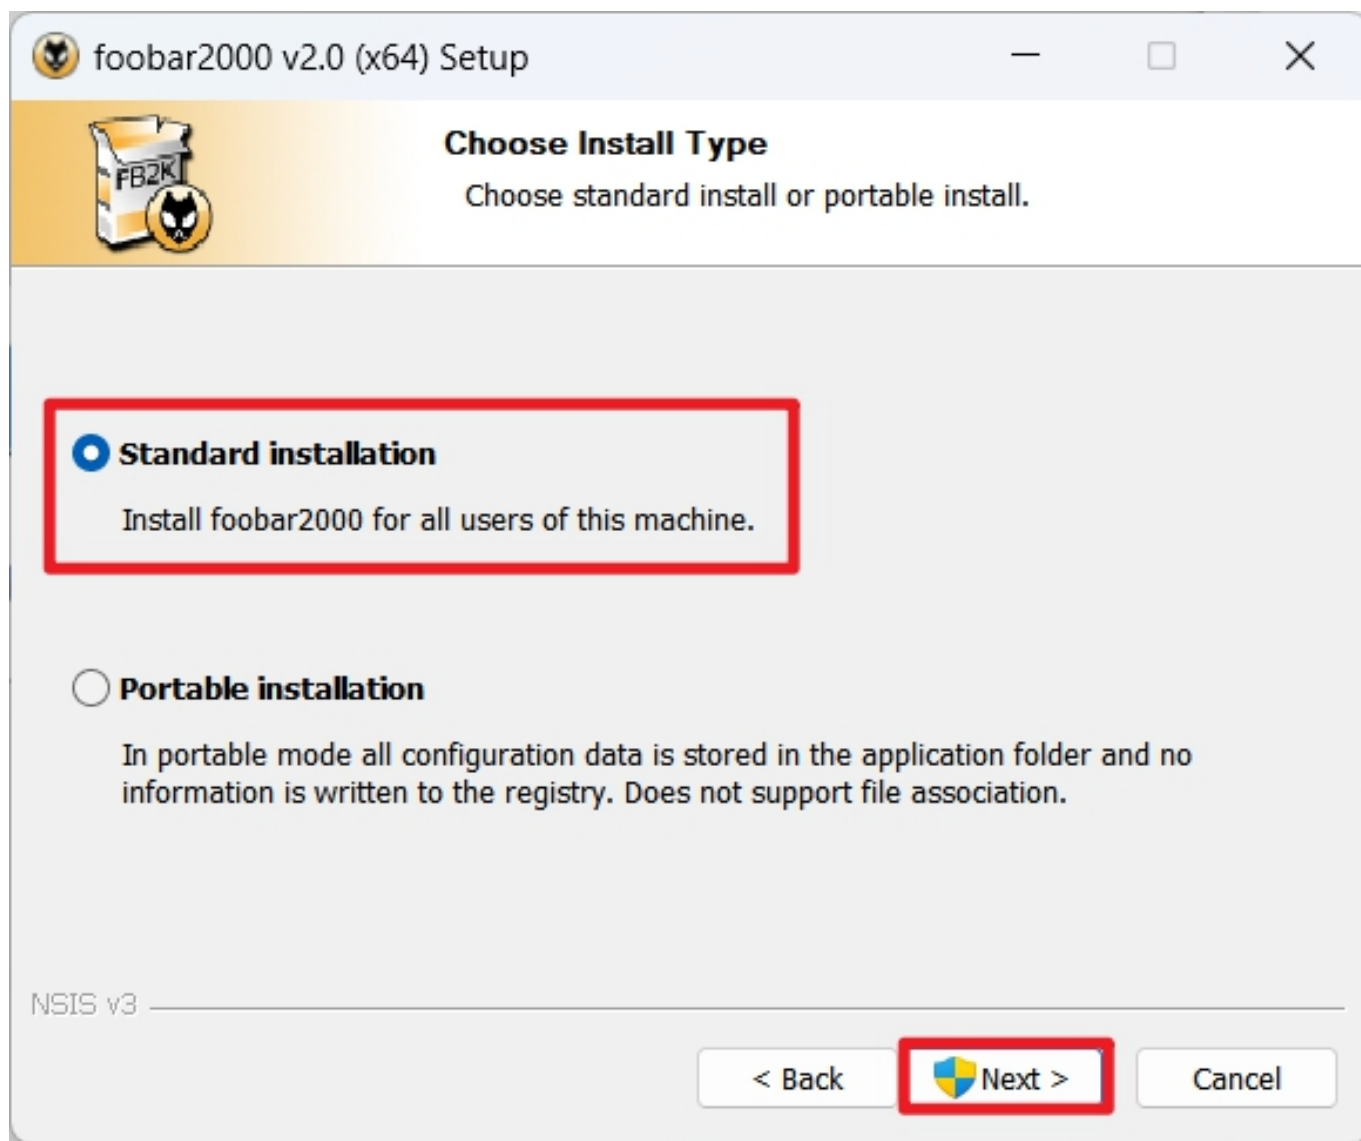 foobar2000 v2.0 (x64) Setup
FB2K
Choose Install Type
Choose standard install or portable install.
Standard installation
Install foobar2000 for all users of this machine.
Portable installation
In portable mode all configuration data is stored in the application folder and no
information is written to the registry. Does not support file association.
NSIS v3
< Back
Next >
Cancel